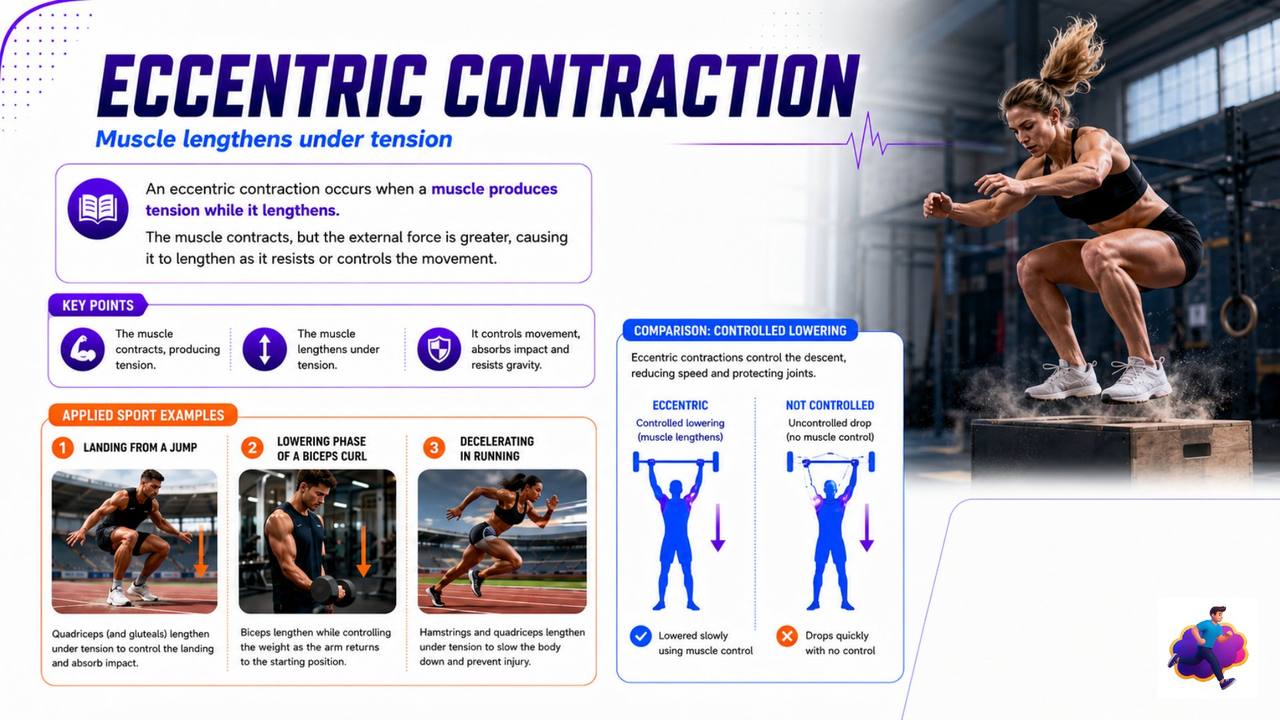 ECCENTRIC CONTRACTION
Muscle lengthens under tension
An eccentric contraction occurs when a muscle produces
tension while it lengthens.
The muscle contracts, but the external force is greater, causing
it to lengthen as it resists or controls the movement.
KEY POINTS
The muscle
contracts, producing
tension.
The muscle
lengthens under
tension.
It controls movement,
absorbs impact and
resists gravity.
APPLIED SPORT EXAMPLES
1 LANDING FROM A JUMP
Quadriceps (and gluteals) lengthen
under tension to control the landing
and absorb impact.
2 LOWERING PHASE
OF A BICEPS CURL
Biceps lengthen while controlling
the weight as the arm returns
to the starting position.
3 DECELERATING
IN RUNNING
Hamstrings and quadriceps lengthen
under tension to slow the body
down and prevent injury.
COMPARISON: CONTROLLED LOWERING
Eccentric contractions control the descent,
reducing speed and protecting joints.
ECCENTRIC
Controlled lowering
(muscle lengthens)
Lowered slowly
using muscle control
NOT CONTROLLED
Uncontrolled drop
(no muscle control)
Drops quickly
with no control